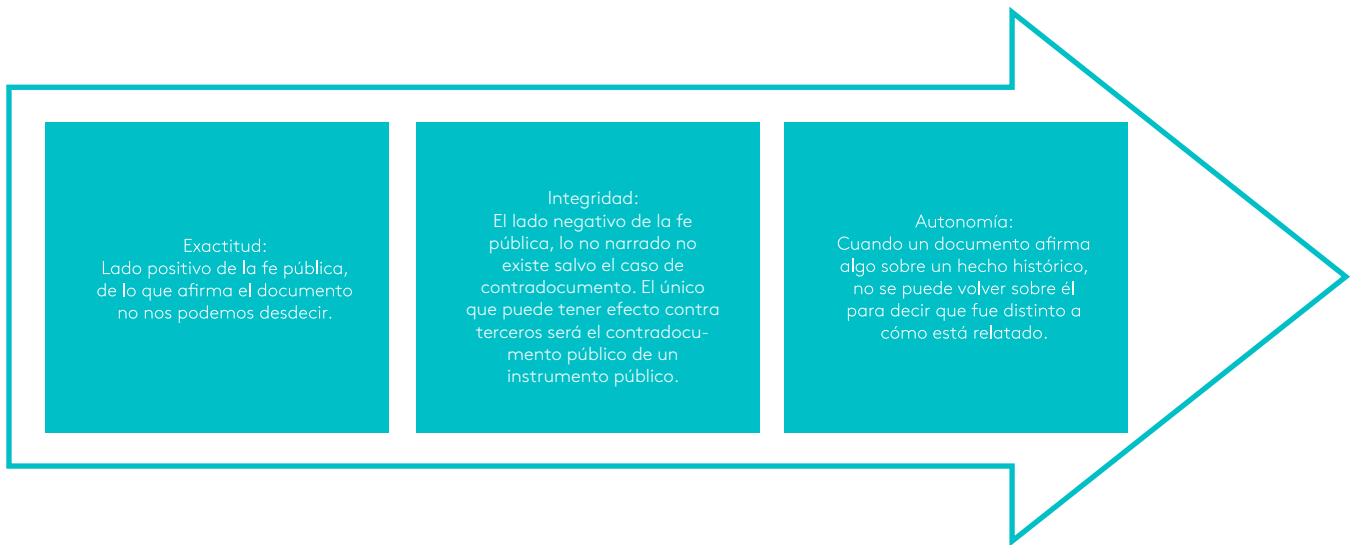 Exactitud:
Lado positivo de la fe pública,
de lo que afirma el documento
no nos podemos desdecir.
Integridad:
El lado negativo de la fe
pública, lo no narrado no
existe salvo el caso de
contradocumento. El único
que puede tener efecto contra
terceros será el contradocu-
mento público de un
instrumento público.
Autonomía:
Cuando un documento afirma
algo sobre un hecho histórico,
no se puede volver sobre él
para decir que fue distinto a
cómo está relatado.